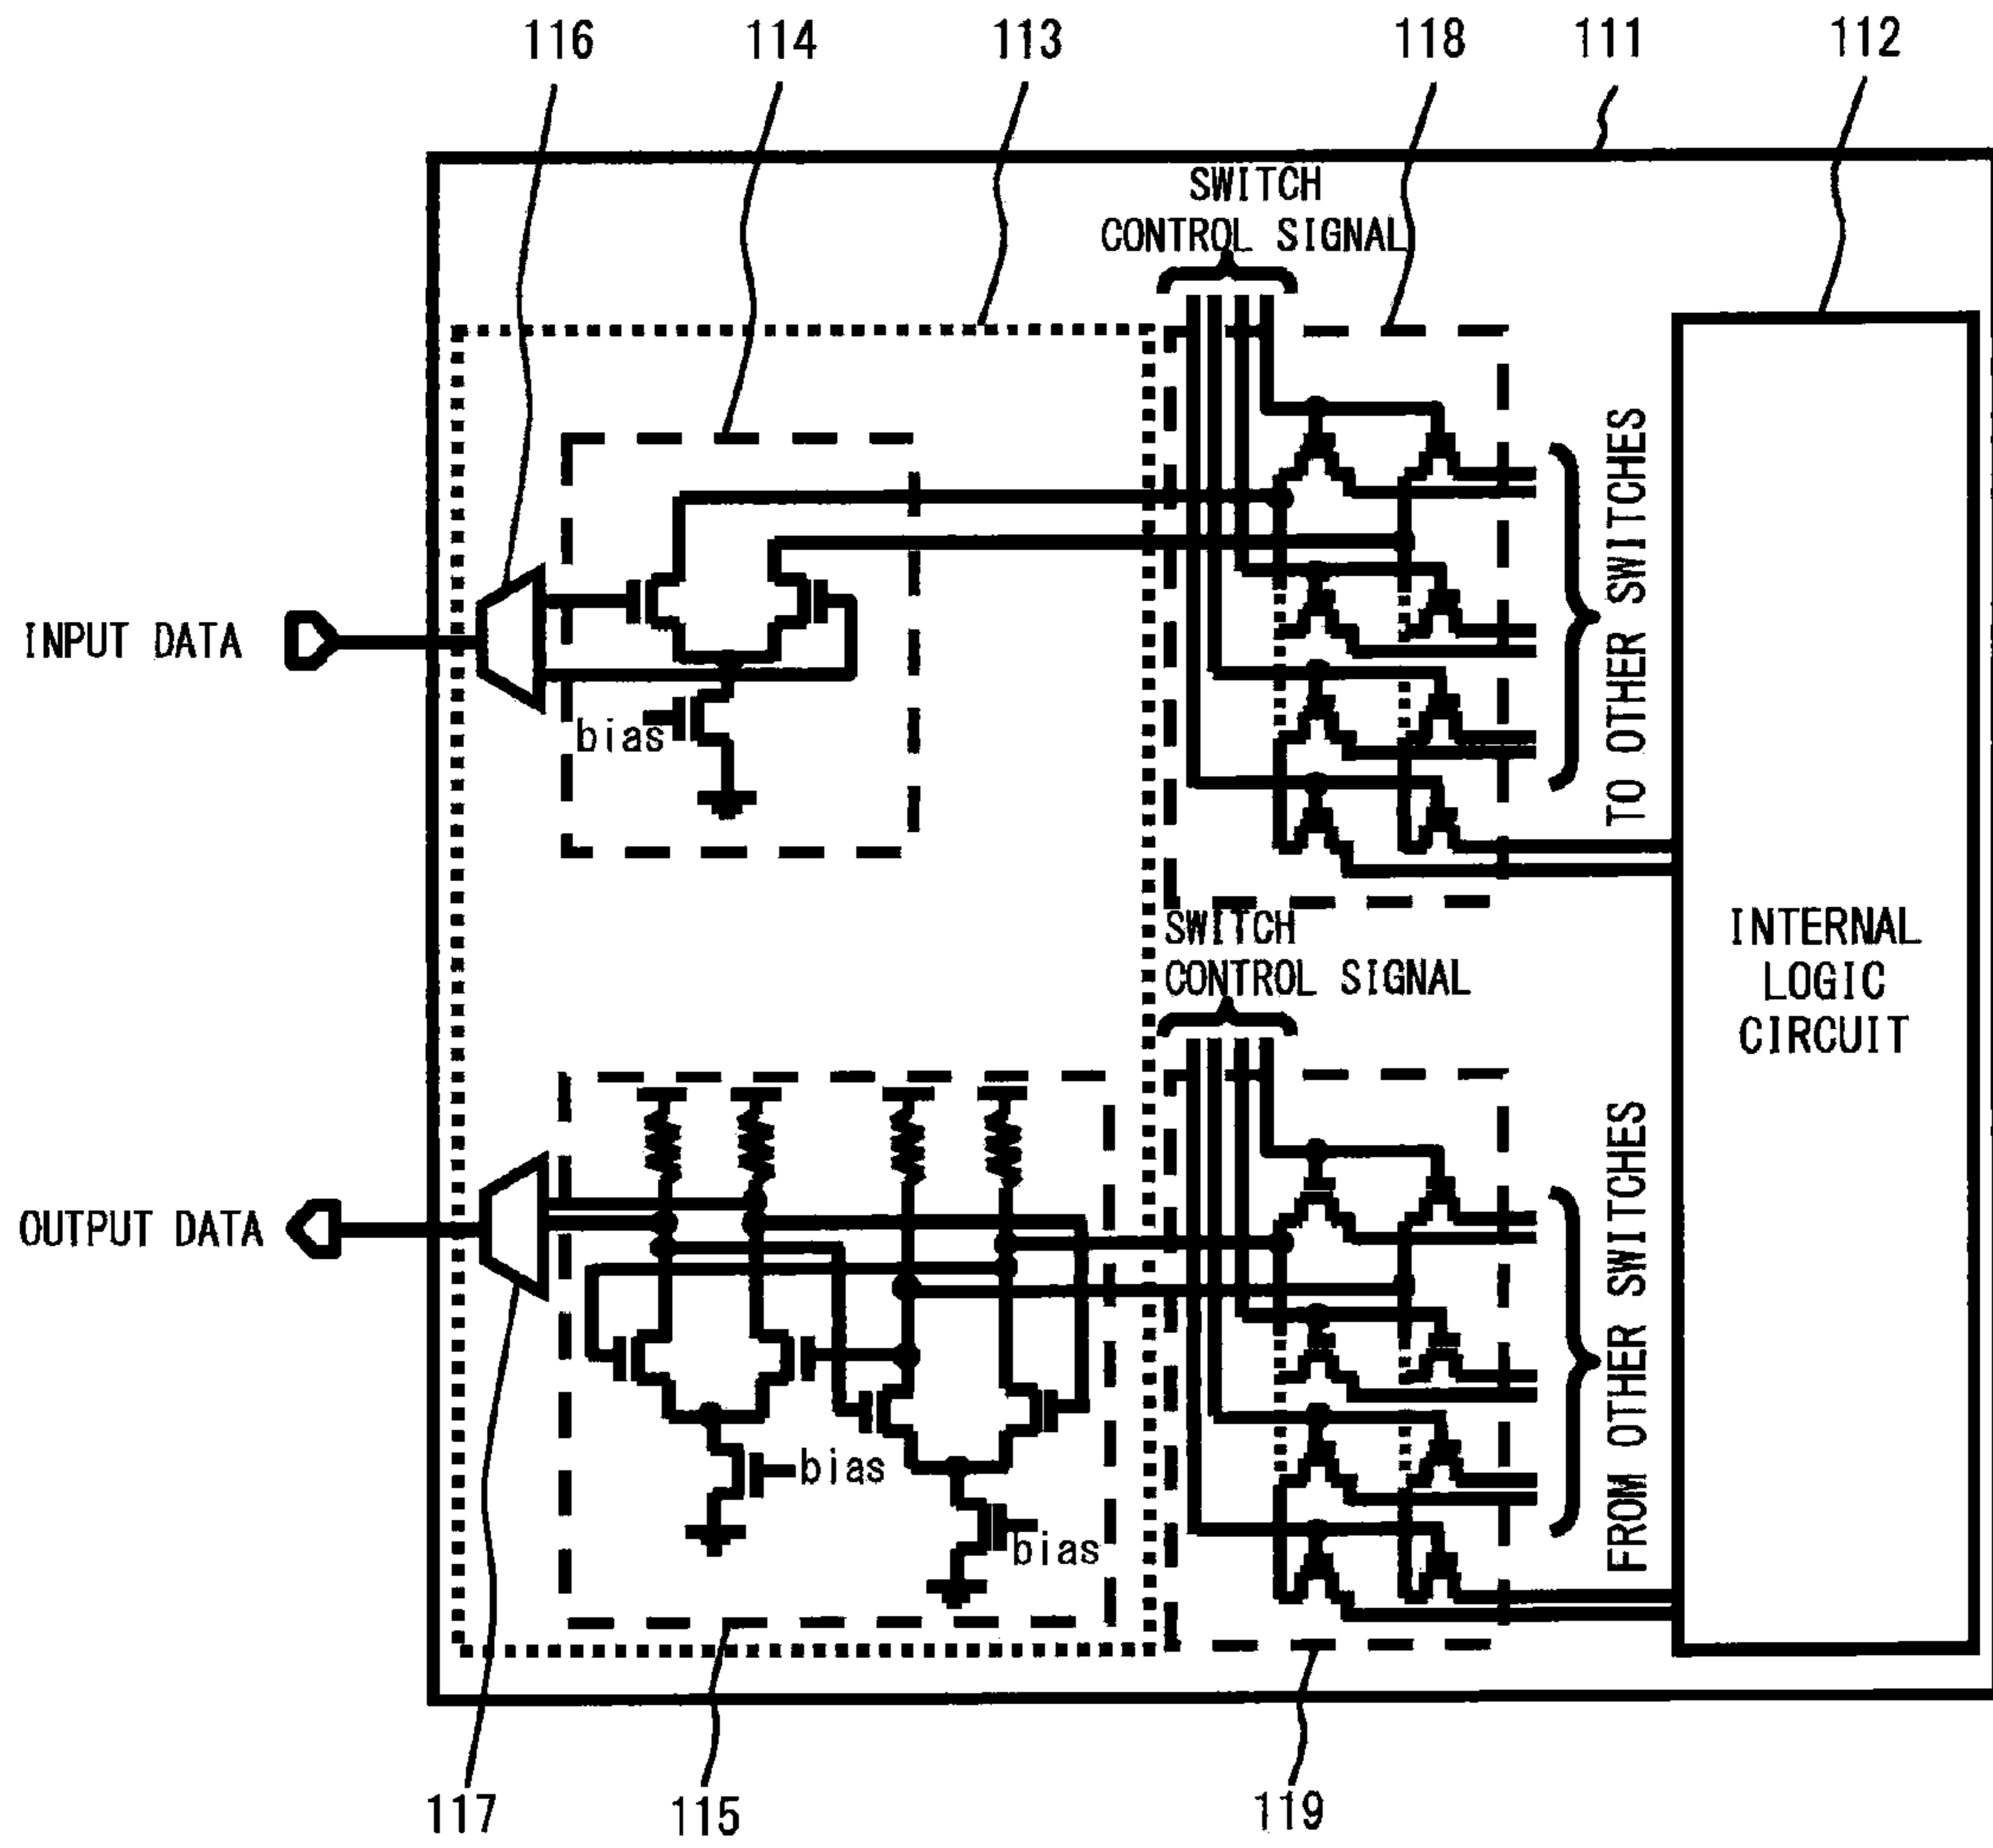 116
114
113
118
111
112
SWITCH
CONTROL SIGNAL
INPUT DATA
bias
TO OTHER SWITCHES
INTERNAL
LOGIC
CIRCUIT
SWITCH
CONTROL SIGNAL
OUTPUT DATA
bias
bias
FROM OTHER SWITCHES
117
115
119